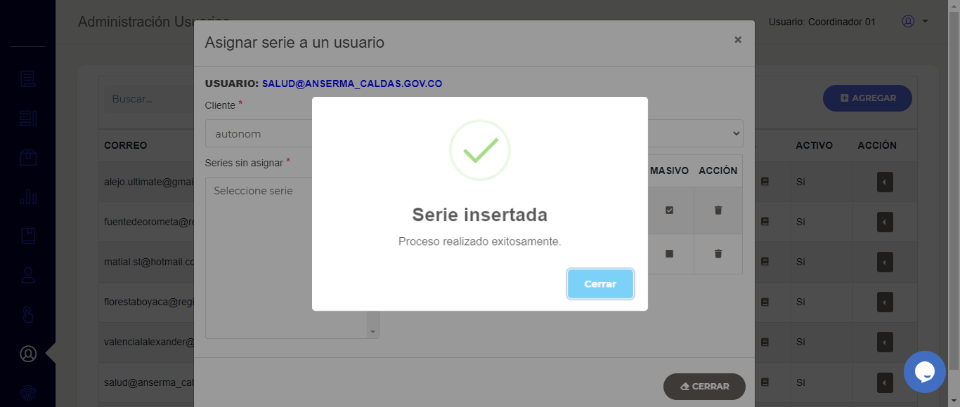 Administración Usuarios
Usuario: Coordinador 01
Asignar serie a un usuario
×
USUARIO: SALUD@ANSERMA_CALDAS.GOV.CO
Buscar...
AGREGAR
Cliente *
autonom
CORREO
ACTIVO
ACCIÓN
Series sin asignar *
MASIVO
ACCIÓN
Seleccione serie
alejo.ultimate@gmai
Si
fuentedeorometa@re
Si
matial.st@hotmail.co
Si
florestaboyaca@regi
Si
valencialalexander@
Si
salud@anserma_cal
Si
Serie insertada
Proceso realizado exitosamente.
Cerrar
CERRAR